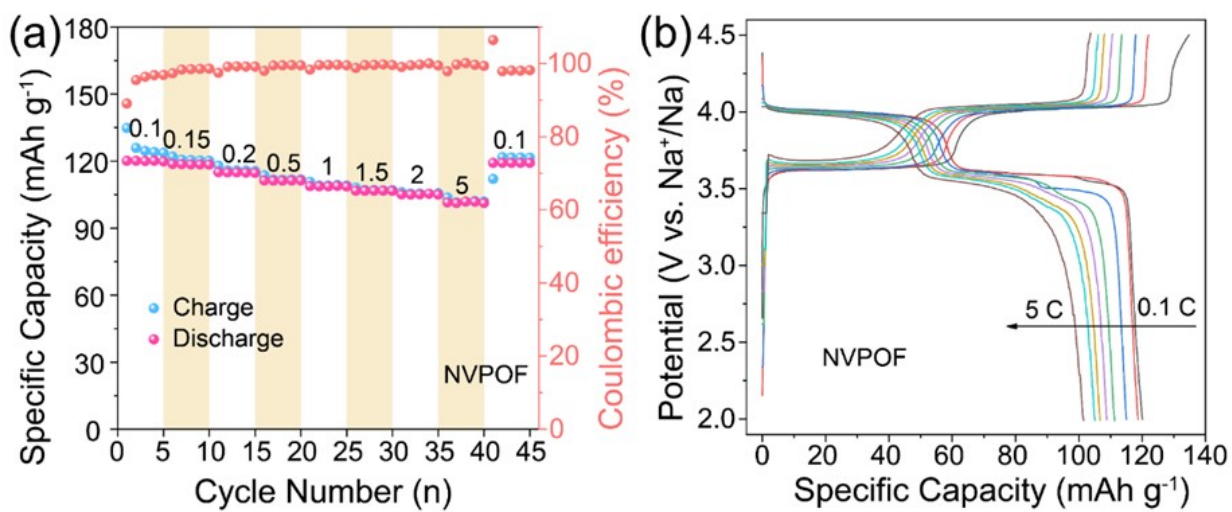 (a)
Specific Capacity (mAh g⁻¹)
180
150
120
90
60
30
0
0.1
0.15
0.2
0.5
1
1.5
2
5
0.1
Charge
Discharge
NVPOF
100
80
60
40
20
0
Coulombic efficiency (%)
0 5 10 15 20 25 30 35 40 45
Cycle Number (n)
(b)
Potential (V vs. Na⁺/Na)
4.5
4.0
3.5
3.0
2.5
2.0
5 C
0.1 C
NVPOF
0 20 40 60 80 100 120 140
Specific Capacity (mAh g⁻¹)